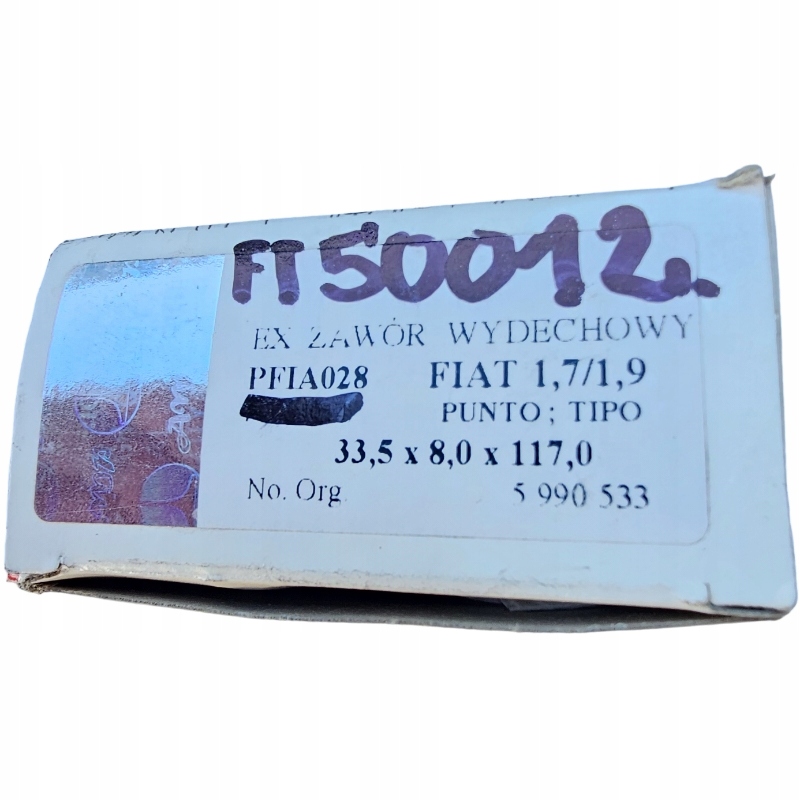 FT50012.
EX ZAWÓR WYDECHOWY
PFIA028 FIAT 1,7/1,9
PUNTO; TIPO
33,5 x 8,0 x 117,0
No. Org. 5 990 533